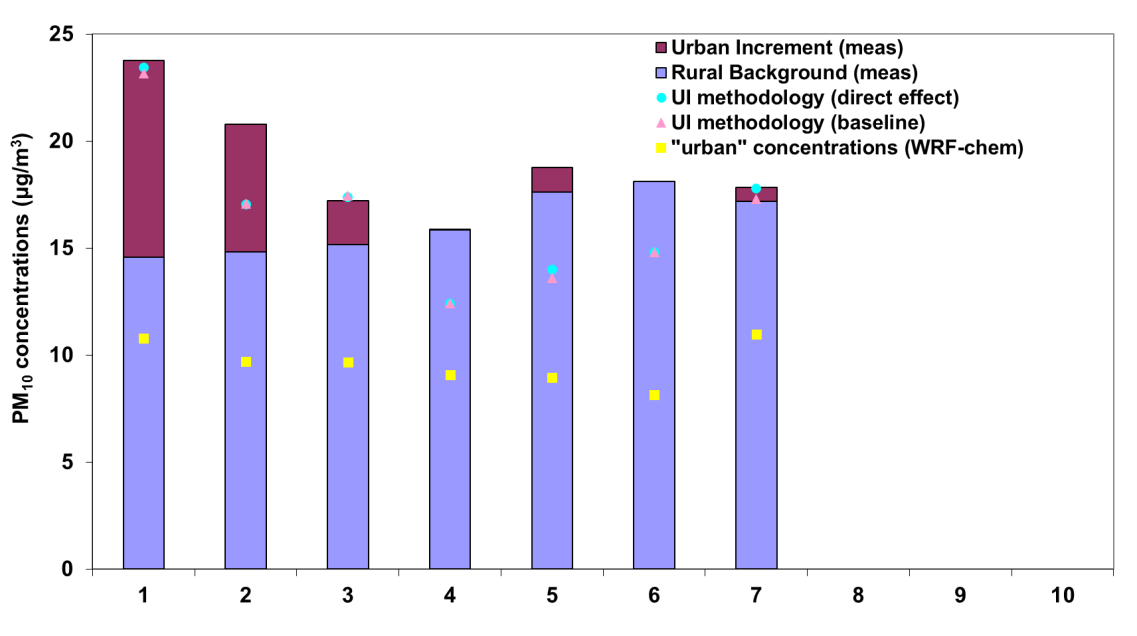 25
20
15
10
5
0
PM10 concentrations (µg/m³)
Urban Increment (meas)
Rural Background (meas)
UI methodology (direct effect)
UI methodology (baseline)
"urban" concentrations (WRF-chem)
1 2 3 4 5 6 7 8 9 10